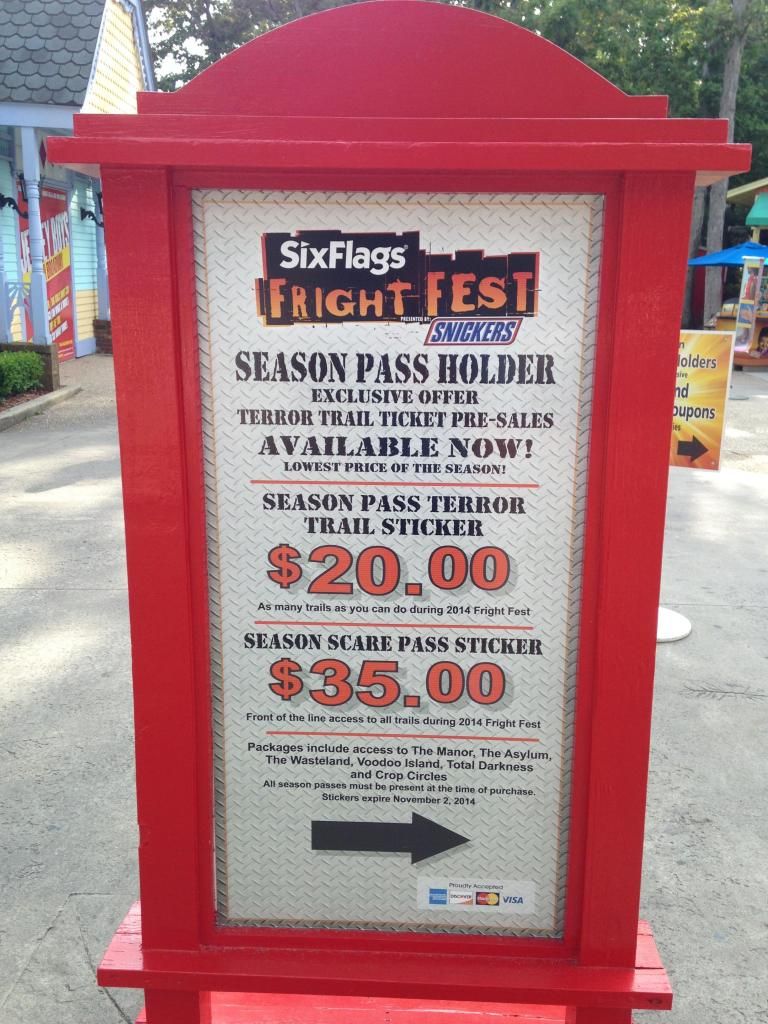 SixFlags
FRIGHT FEST
PRESENTED BY:
SNICKERS
SEASON PASS HOLDER
EXCLUSIVE OFFER
TERROR TRAIL TICKET PRE-SALES
AVAILABLE NOW!
LOWEST PRICE OF THE SEASON!
SEASON PASS TERROR
TRAIL STICKER
$20.00
As many trails as you can do during 2014 Fright Fest
SEASON SCARE PASS STICKER
$35.00
Front of the line access to all trails during 2014 Fright Fest
Packages include access to The Manor, The Asylum,
The Wasteland, Voodoo Island, Total Darkness
and Crop Circles
All season passes must be present at the time of purchase.
Stickers expire November 2, 2014
Proudly Accepted
DISCOVER
MasterCard
VISA
olders
nd
oupons